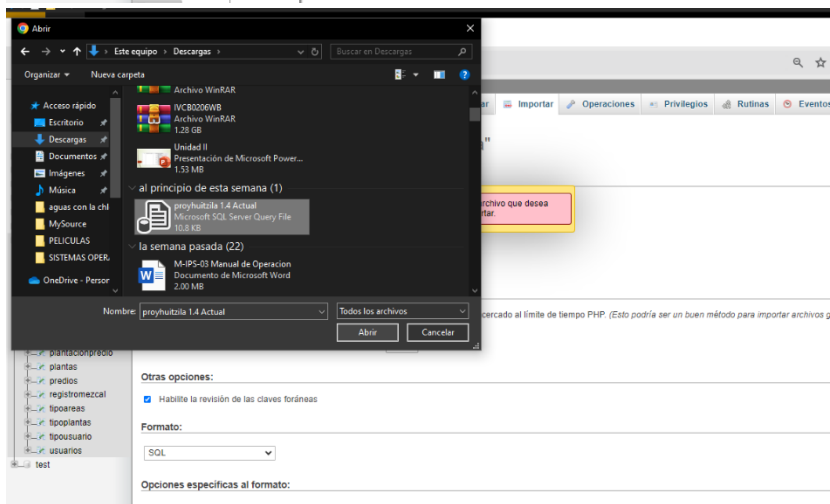 Abrir
Este equipo > Descargas >
Buscar en Descargas
Organizar
Nueva carpeta
Acceso rápido
Escritorio
Descargas
Documentos
Imágenes
Música
aguas con la chl
MySource
PELICULAS
SISTEMAS OPER.
OneDrive - Person
Archivo WinRAR
IVCB0206WB
Archivo WinRAR
1.28 GB
Unidad II
Presentación de Microsoft Power...
1.53 MB
al principio de esta semana (1)
proyhuitzila 1.4 Actual
Microsoft SQL Server Query File
10.8 KB
la semana pasada (22)
M-IPS-03 Manual de Operacion
Documento de Microsoft Word
2.00 MB
Nombre: proyhuitzila 1.4 Actual
Todos los archivos
Abrir
Cancelar
ar
Importar
Operaciones
Privilegios
Rutinas
Eventos
"
archivo que desea
rtar.
cercado al límite de tiempo PHP. (Esto podría ser un buen método para importar archivos g
plantacionpredio
plantas
predios
registromezcal
tipoareas
tipoplantas
tipousuario
usuarios
test
Otras opciones:
Habilite la revisión de las claves foráneas
Formato:
SQL
Opciones específicas al formato: